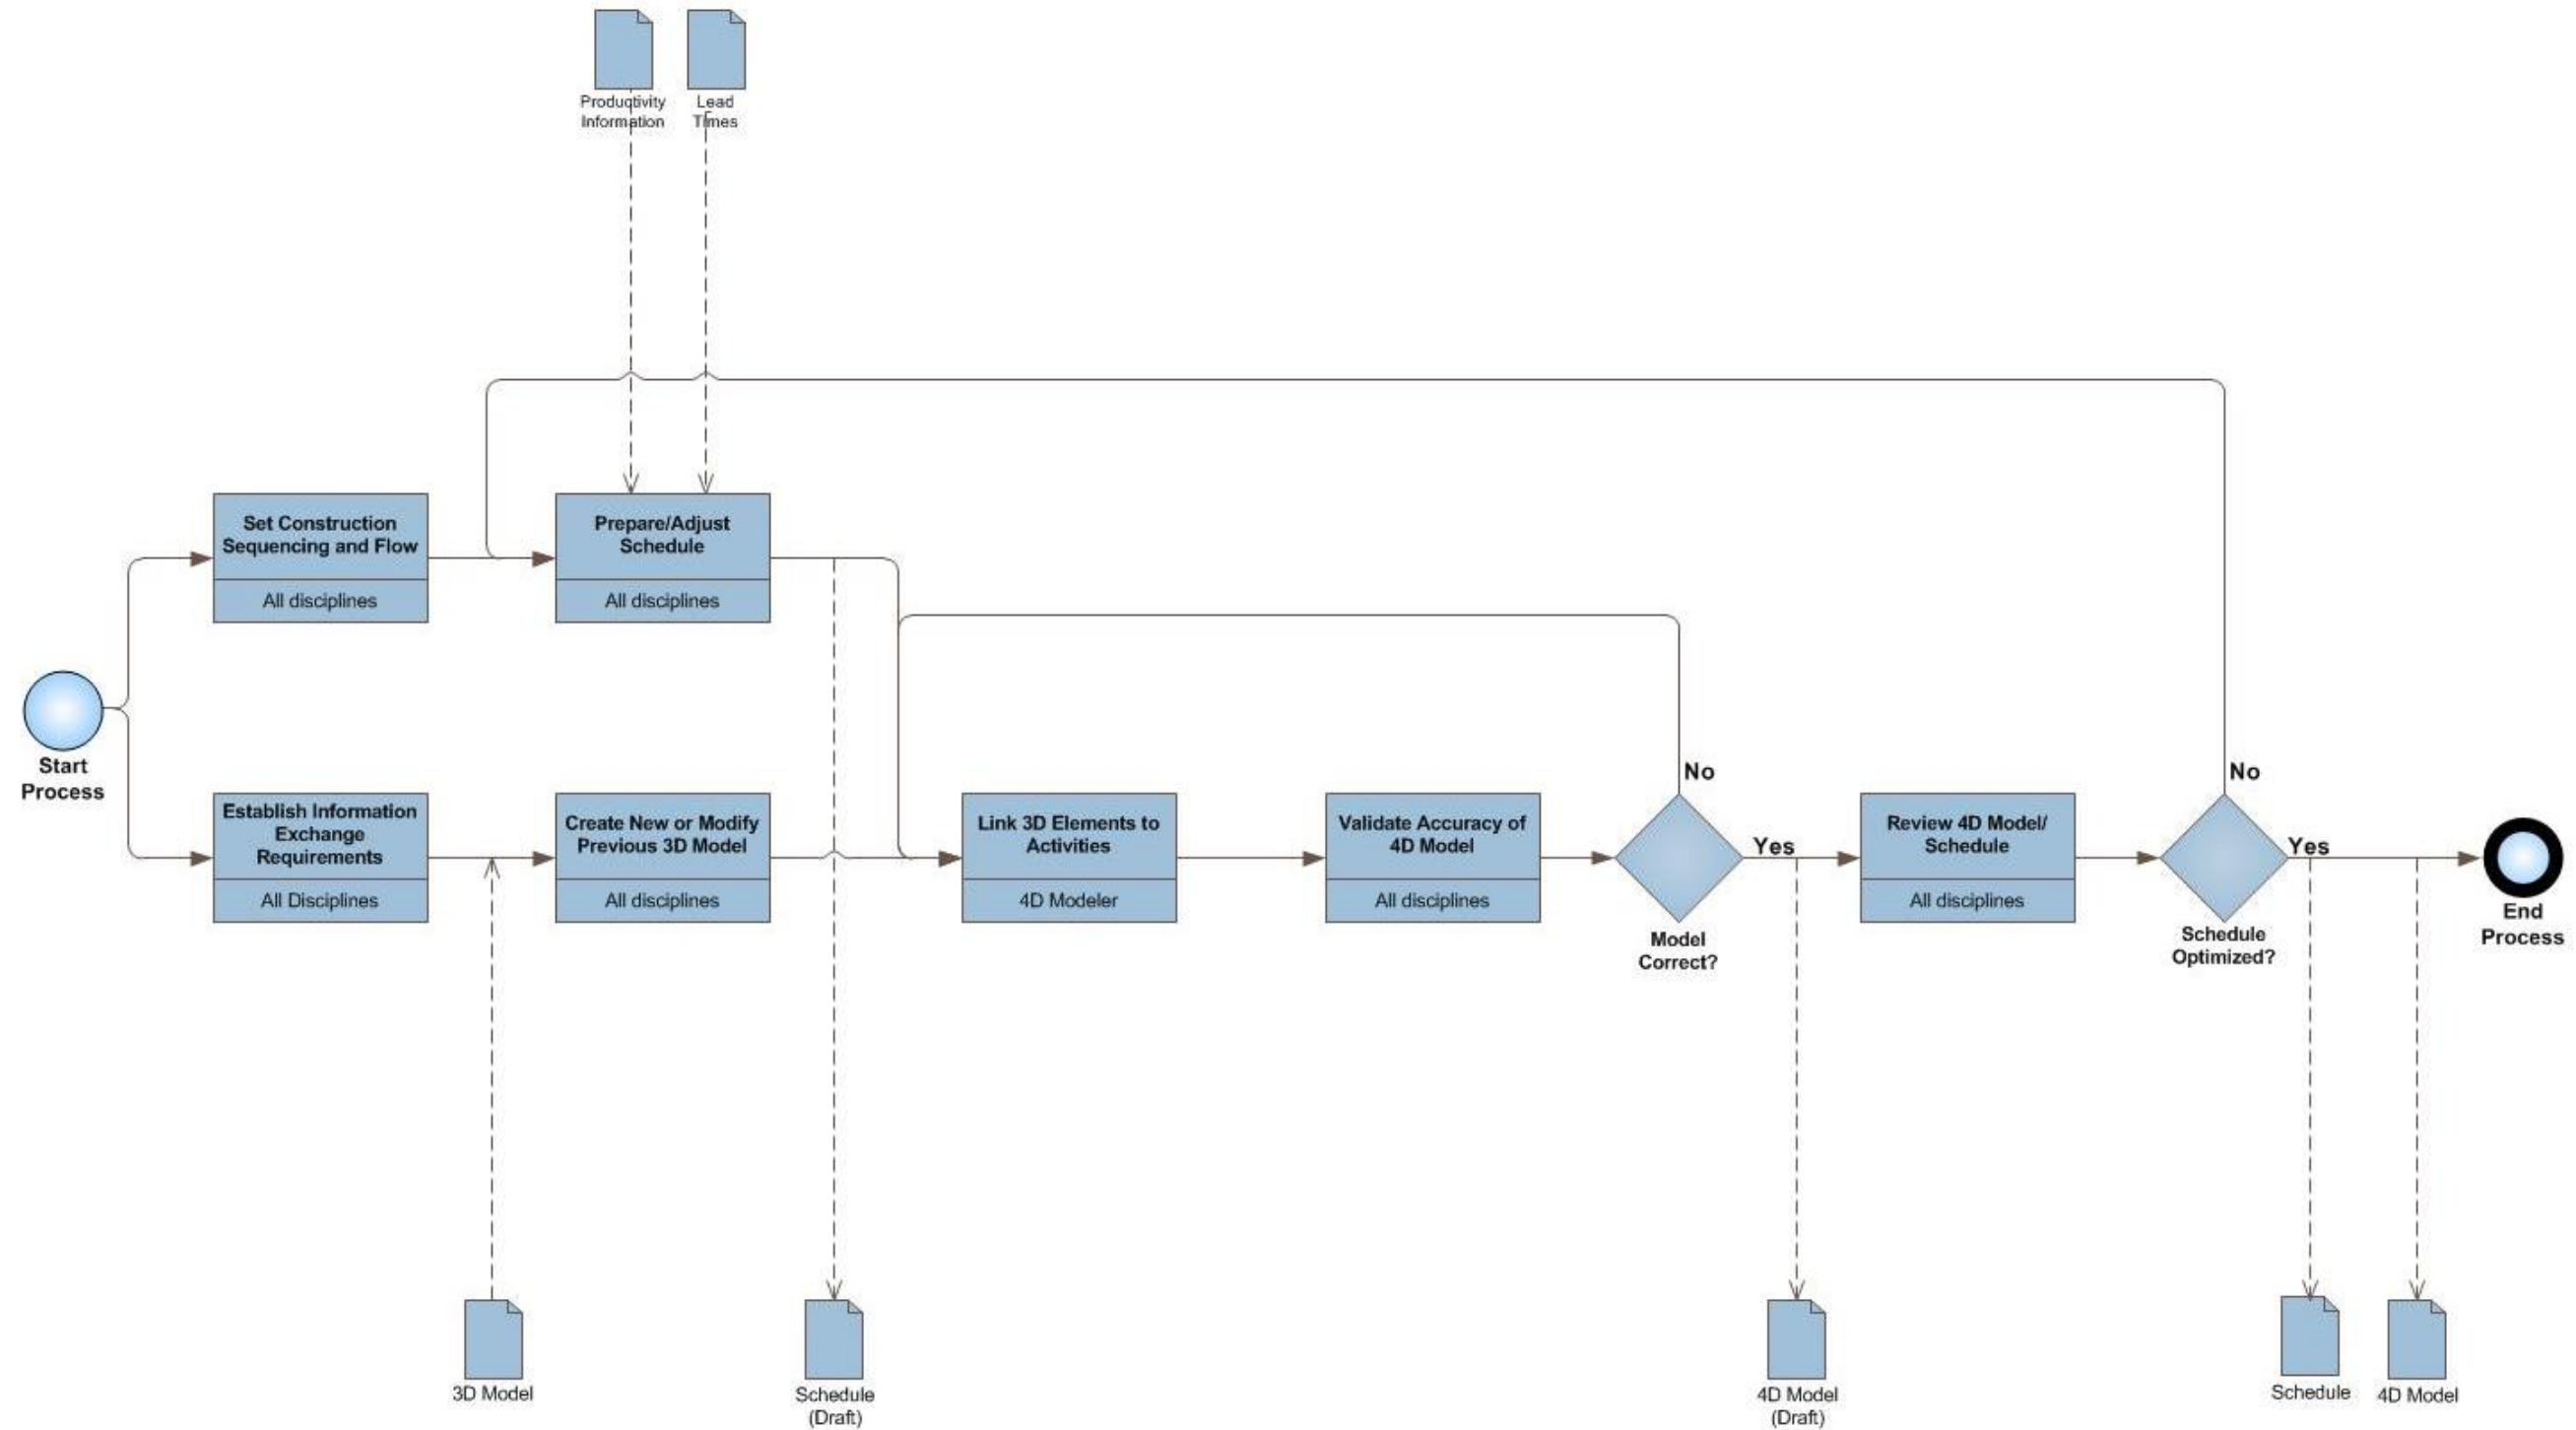 Productivity
Information
Lead
Times
Set Construction
Sequencing and Flow
All disciplines
Prepare/Adjust
Schedule
All disciplines
Start
Process
Establish Information
Exchange
Requirements
All Disciplines
Create New or Modify
Previous 3D Model
All disciplines
Link 3D Elements to
Activities
4D Modeler
Validate Accuracy of
4D Model
All disciplines
No
Yes
Model
Correct?
Review 4D Model/
Schedule
All disciplines
No
Yes
Schedule
Optimized?
End
Process
3D Model
Schedule
(Draft)
4D Model
(Draft)
Schedule
4D Model